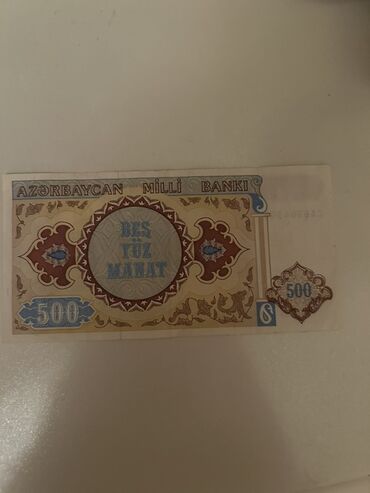 AZƏRBAYCAN MİLLİ BANKI
BEŞ
YÜZ
MANAT
500
500